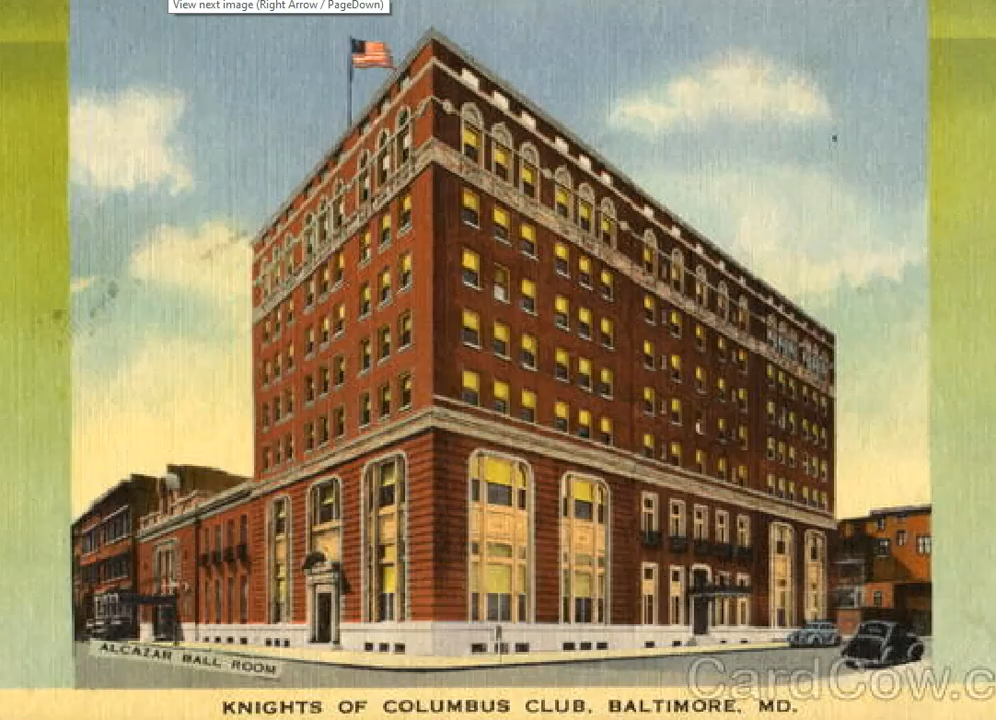 View next image (Right Arrow / PageDown)
ALCAZAR BALL ROOM
CardCow.c
KNIGHTS OF COLUMBUS CLUB, BALTIMORE, MD.